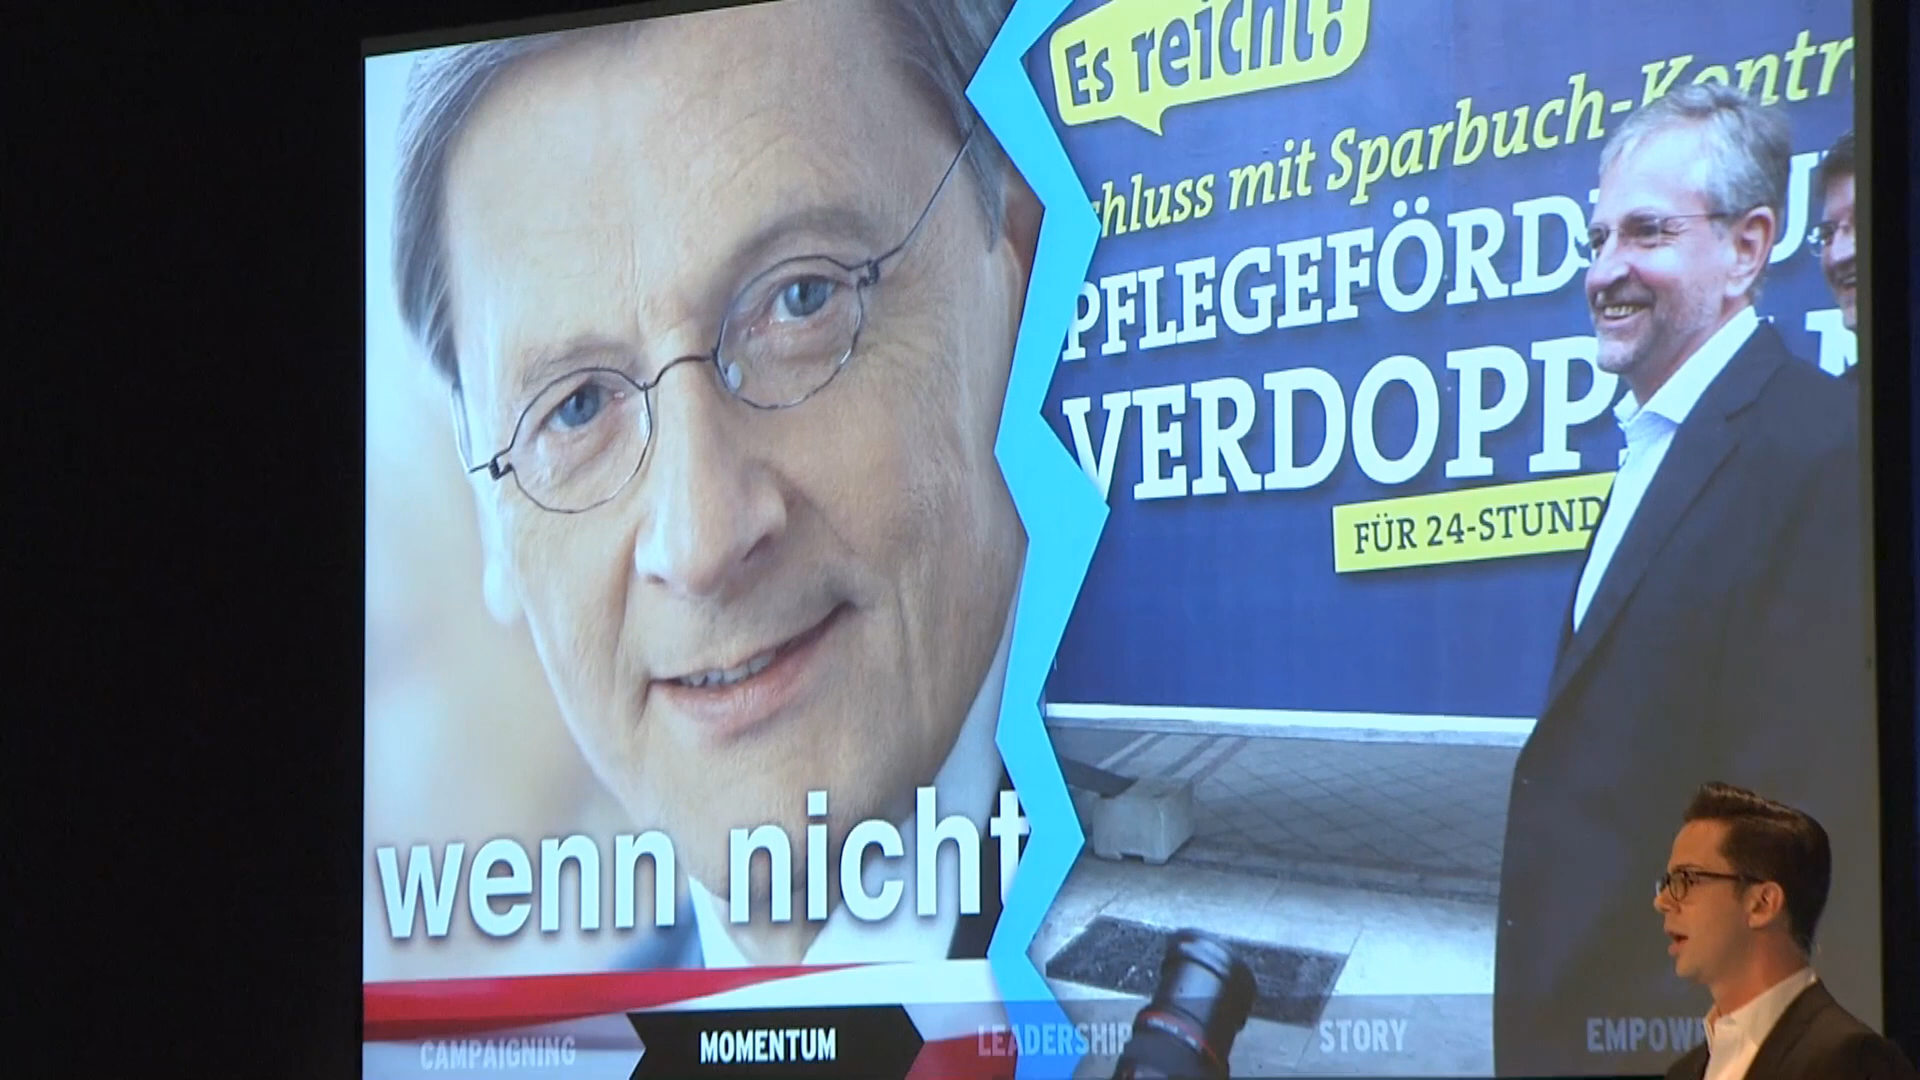 Es reicht!
chluss mit Sparbuch-Kontr
PFLEGEFÖRD
VERDOPP
FÜR 24-STUND
wenn nicht
CAMPAIGNING
MOMENTUM
LEADERSHIP
STORY
EMPOW